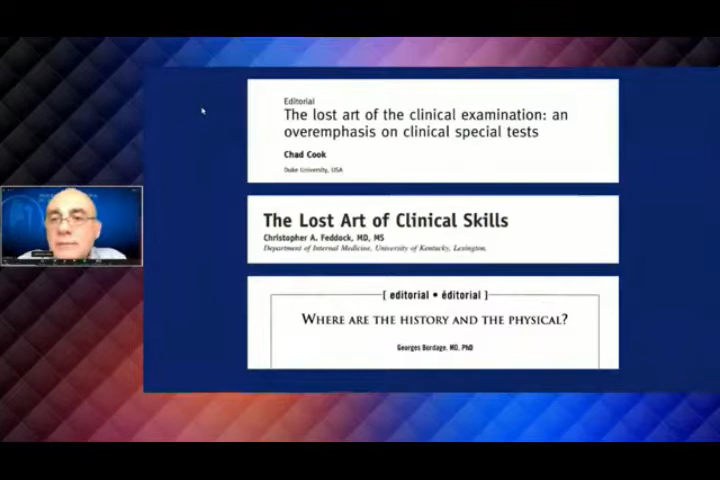 Editorial
The lost art of the clinical examination: an
overemphasis on clinical special tests
Chad Cook
Duke University, USA
The Lost Art of Clinical Skills
Christopher A. Feddock, MD, MS
Department of Internal Medicine, University of Kentucky, Lexington.
[ editorial • éditorial ]
WHERE ARE THE HISTORY AND THE PHYSICAL?
Georges Bordage, MD, PhD